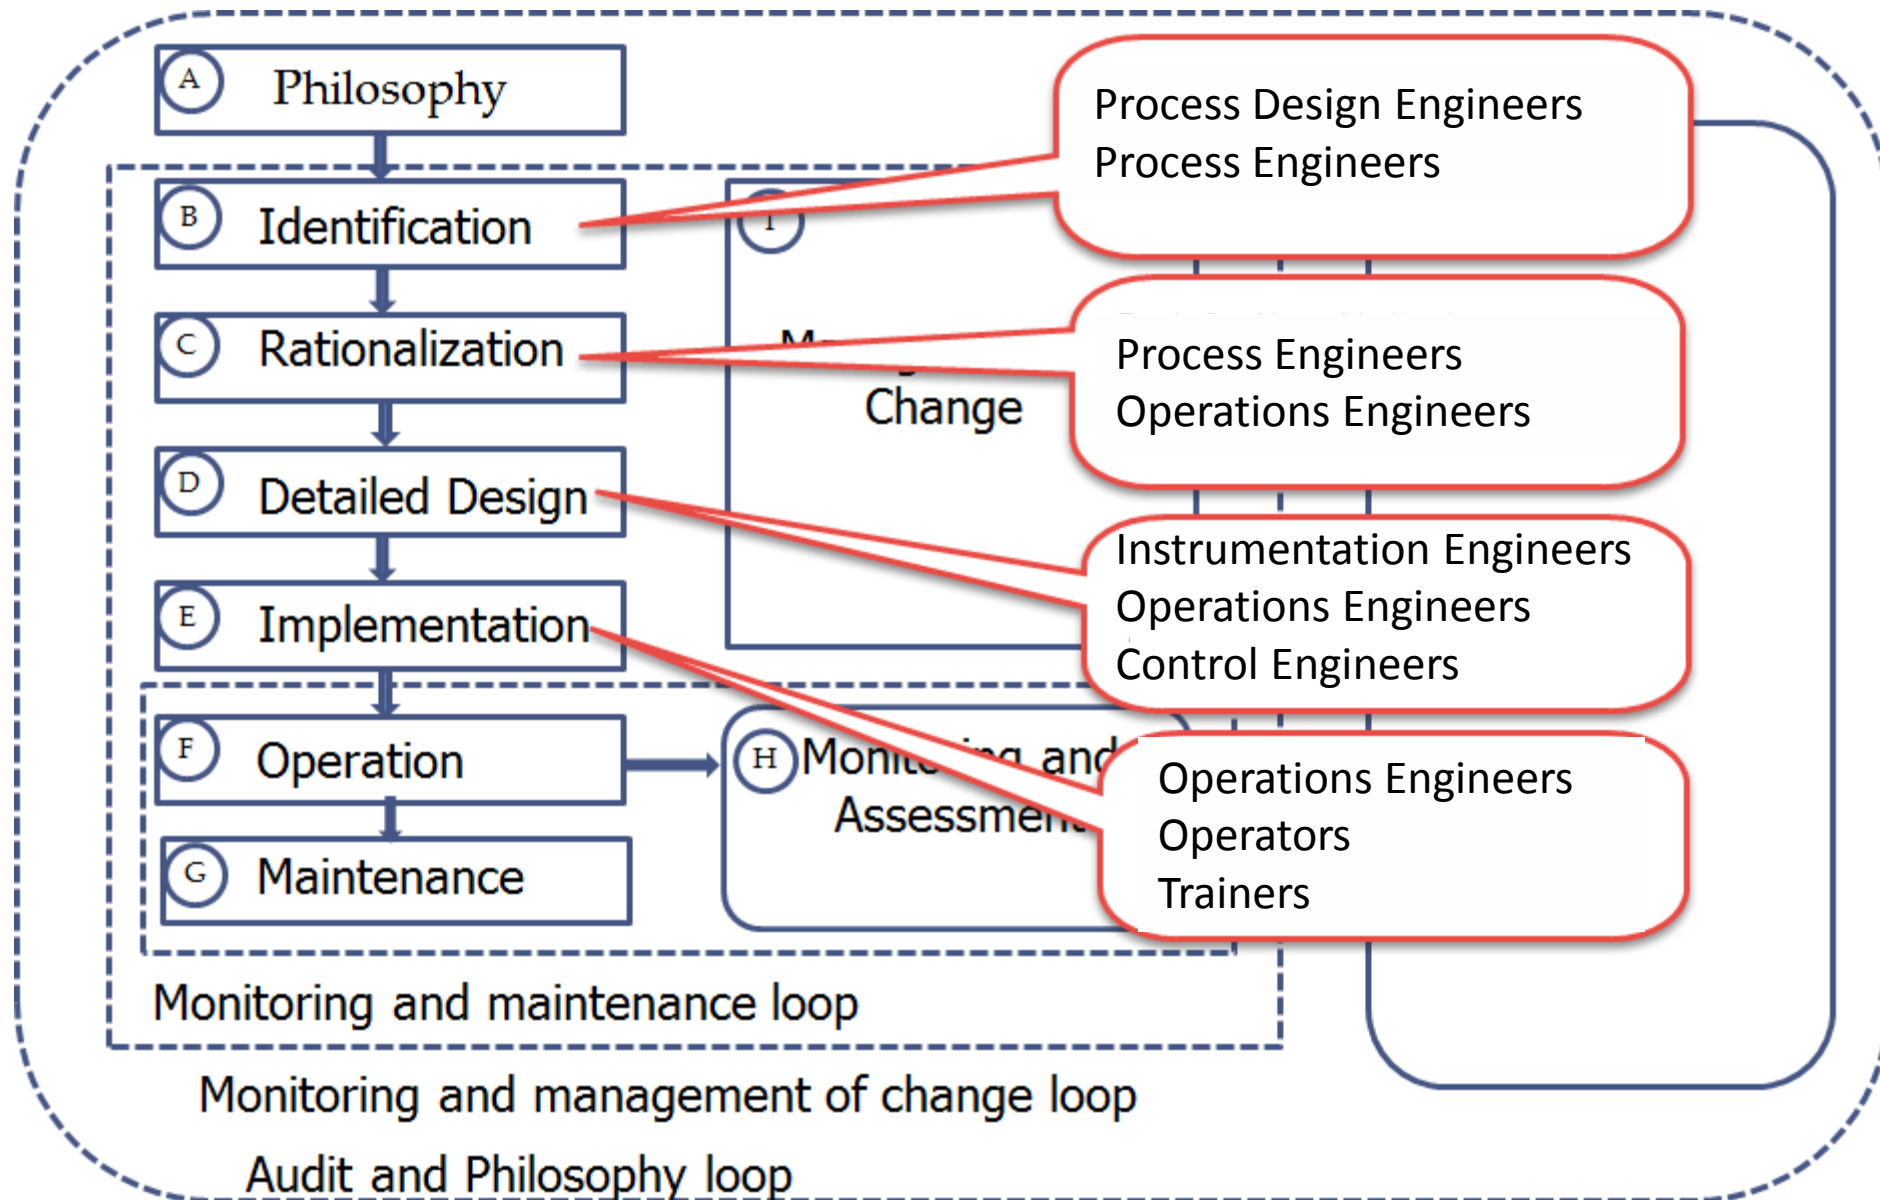 A Philosophy
B Identification
C Rationalization
D Detailed Design
E Implementation
F Operation
G Maintenance
Change
H Monitoring and
Assessment
Process Design Engineers
Process Engineers
Process Engineers
Operations Engineers
Instrumentation Engineers
Operations Engineers
Control Engineers
Operations Engineers
Operators
Trainers
Monitoring and maintenance loop
Monitoring and management of change loop
Audit and Philosophy loop